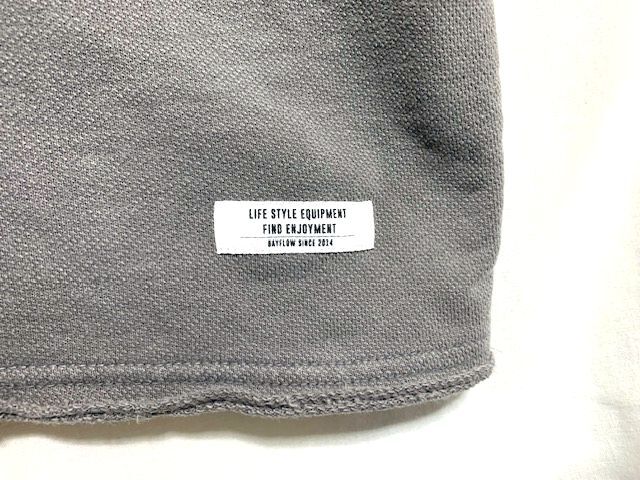 LIFE STYLE EQUIPMENT
FIND ENJOYMENT
BAYFLOW SINCE 2014